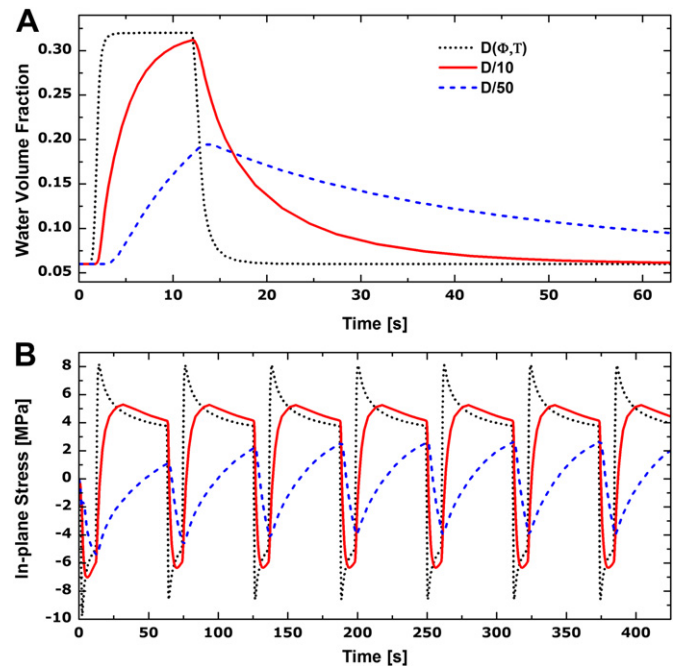 A
Water Volume Fraction
0.30
0.25
0.20
0.15
0.10
0.05
D(Φ,T)
D/10
D/50
0 10 20 30 40 50 60
Time [s]
B
In-plane Stress [MPa]
8
6
4
2
0
-2
-4
-6
-8
-10
0 50 100 150 200 250 300 350 400
Time [s]